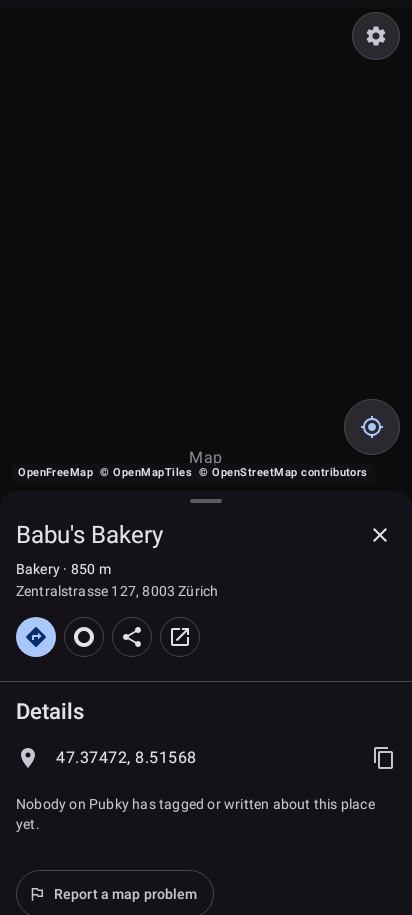 Map
OpenFreeMap © OpenMapTiles © OpenStreetMap contributors
Babu's Bakery
Bakery · 850 m
Zentralstrasse 127, 8003 Zürich
Details
47.37472, 8.51568
Nobody on Pubky has tagged or written about this place
yet.
Report a map problem